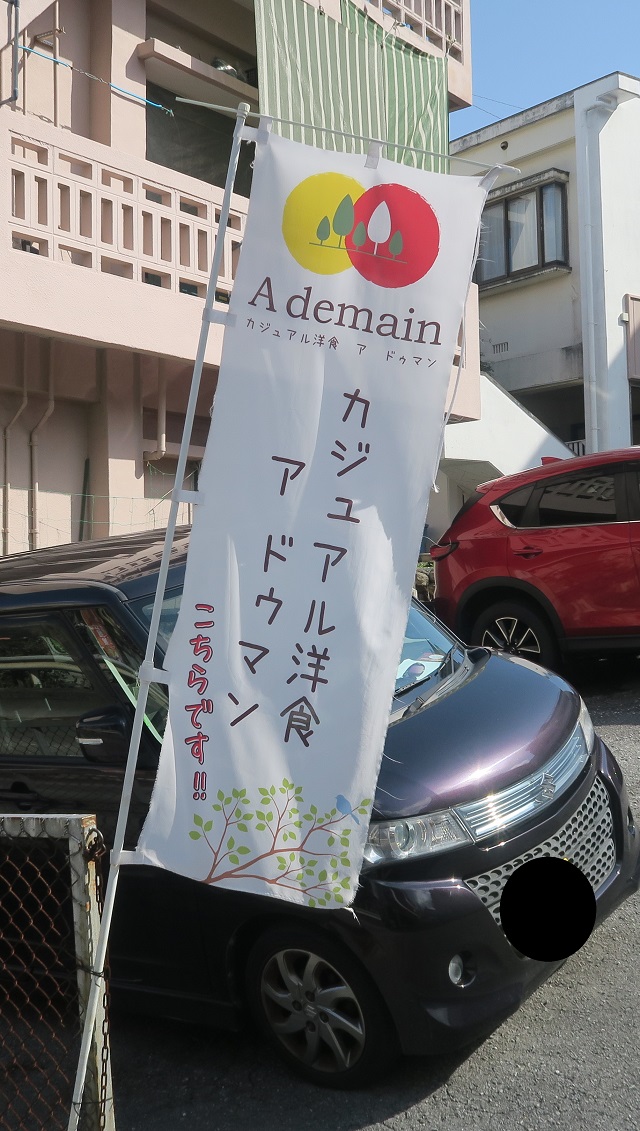 A demain
カジュアル洋食 ア ドゥマン
カジュアル洋食
ア ドゥマン
こちらです!!